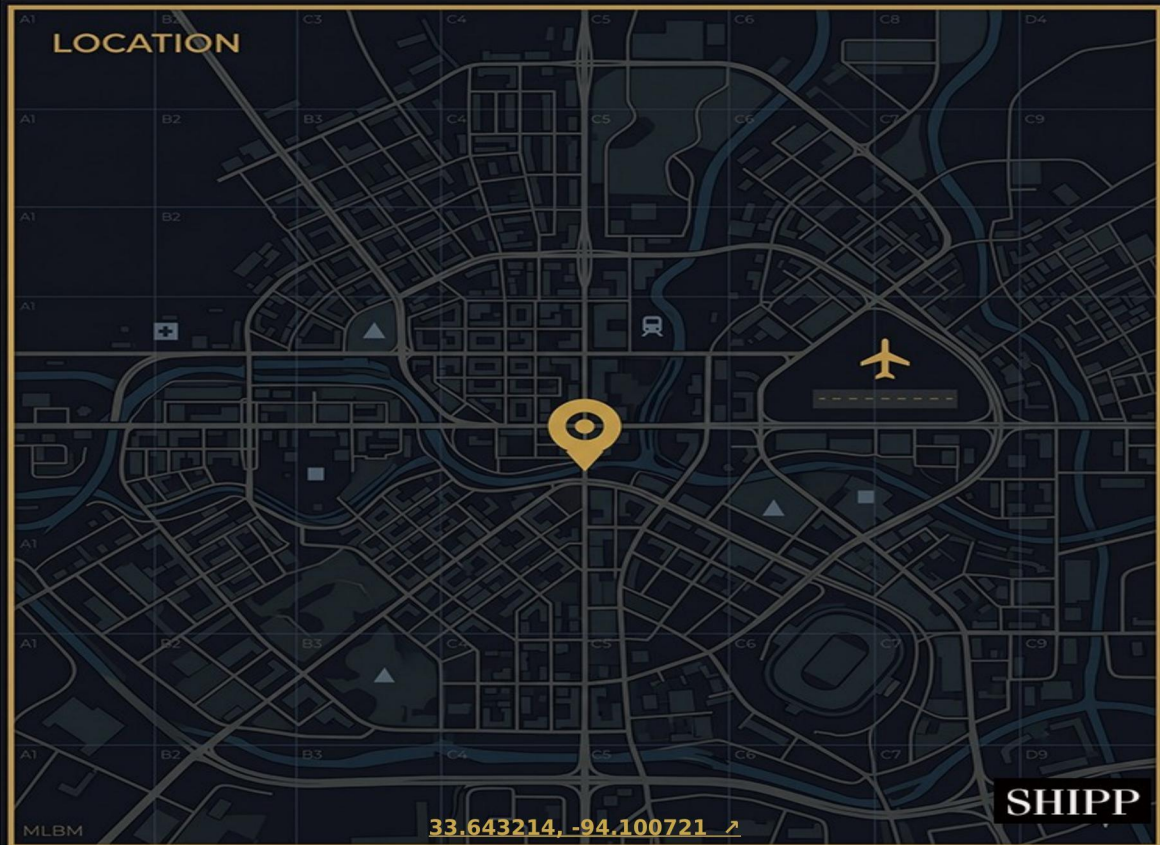 A1 B2 C3 C4 C5 C6 C8 D4
LOCATION
A1 B2 B3 C4 C5 C6 C7 C9
A1 B2
A1
A1
A1 B2 B3 C4 C5 C6 C7 C9
A1 B2 B3 C4 C5 C6 C7 D9
SHIPP
MLBM
33.643214, -94.100721 ↗